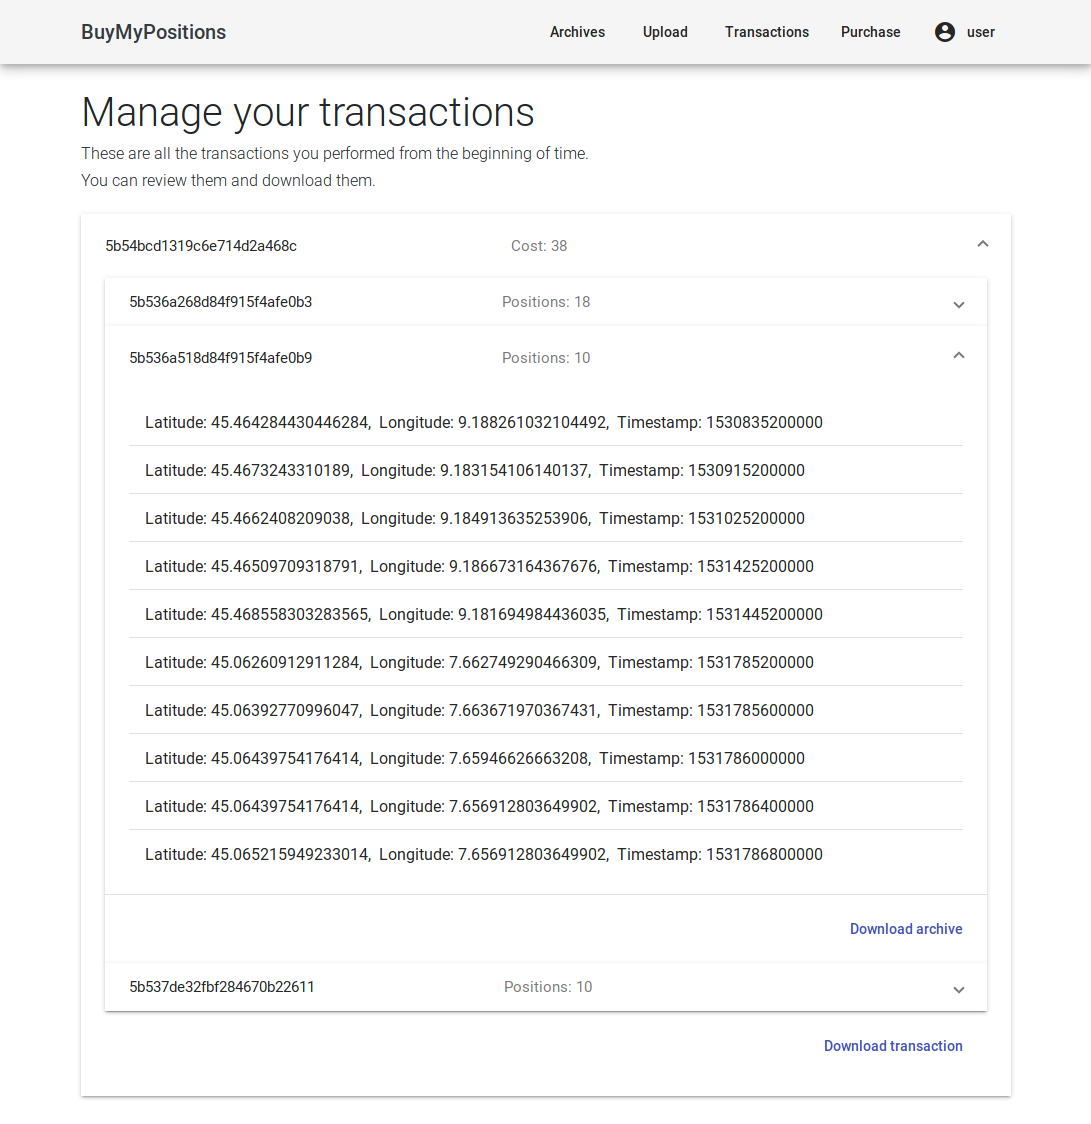 BuyMyPositions Archives Upload Transactions Purchase user
Manage your transactions
These are all the transactions you performed from the beginning of time.
You can review them and download them.
5b54bcd1319c6e714d2a468c Cost: 38
5b536a268d84f915f4afe0b3 Positions: 18
5b536a518d84f915f4afe0b9 Positions: 10
Latitude: 45.464284430446284, Longitude: 9.188261032104492, Timestamp: 1530835200000
Latitude: 45.4673243310189, Longitude: 9.183154106140137, Timestamp: 1530915200000
Latitude: 45.4662408209038, Longitude: 9.184913635253906, Timestamp: 1531025200000
Latitude: 45.46509709318791, Longitude: 9.186673164367676, Timestamp: 1531425200000
Latitude: 45.468558303283565, Longitude: 9.181694984436035, Timestamp: 1531445200000
Latitude: 45.06260912911284, Longitude: 7.662749290466309, Timestamp: 1531785200000
Latitude: 45.06392770996047, Longitude: 7.663671970367431, Timestamp: 1531785600000
Latitude: 45.06439754176414, Longitude: 7.65946626663208, Timestamp: 1531786000000
Latitude: 45.06439754176414, Longitude: 7.656912803649902, Timestamp: 1531786400000
Latitude: 45.065215949233014, Longitude: 7.656912803649902, Timestamp: 1531786800000
Download archive
5b537de32fbf284670b22611 Positions: 10
Download transaction